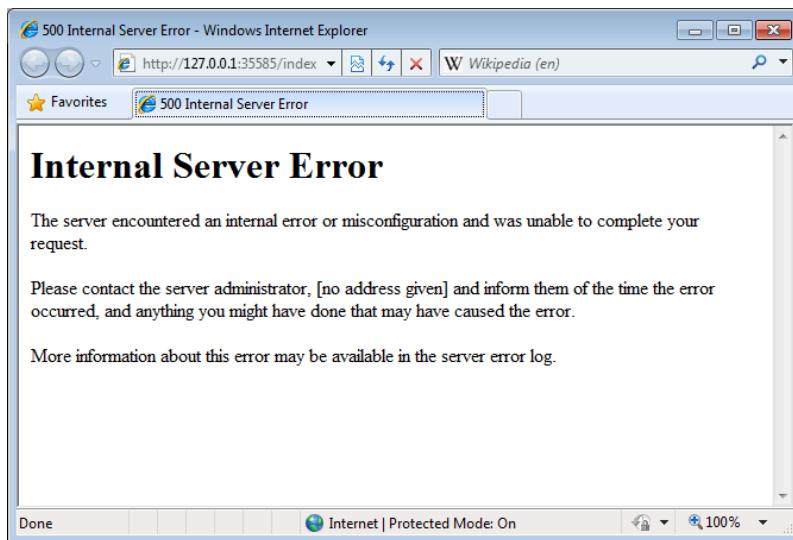 500 Internal Server Error - Windows Internet Explorer
http://127.0.0.1:35585/index
W Wikipedia (en)
Favorites
500 Internal Server Error
Internal Server Error
The server encountered an internal error or misconfiguration and was unable to complete your
request.
Please contact the server administrator, [no address given] and inform them of the time the error
occurred, and anything you might have done that may have caused the error.
More information about this error may be available in the server error log.
Done
Internet | Protected Mode: On
100%